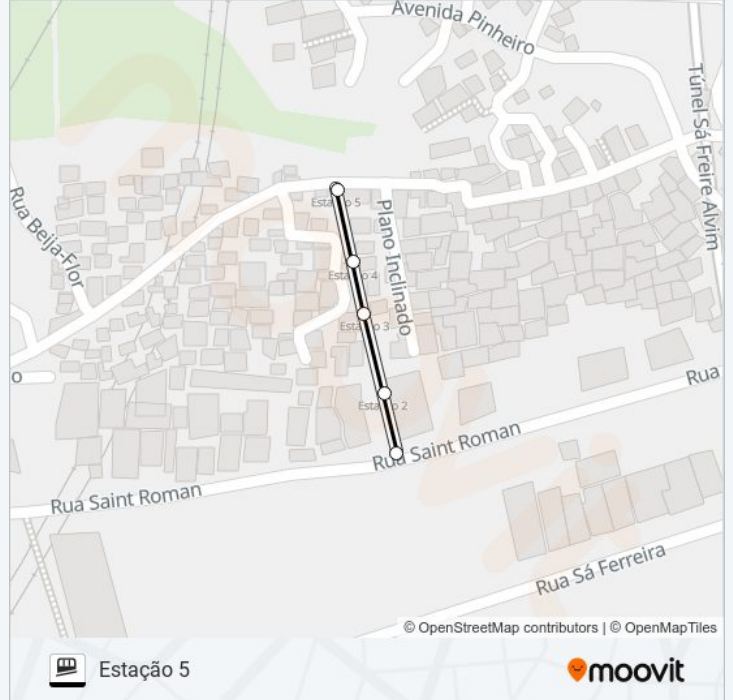 Avenida Pinheiro
Túnel Sá Freire Alvim
Rua Beija-Flor
Estação 5
Plano Inclinado
Estação 4
Estação 3
o
Rua
Estação 2
Rua Saint Roman
Rua Saint Roman
Rua Sá Ferreira
© OpenStreetMap contributors | © OpenMapTiles
Estação 5
moovit